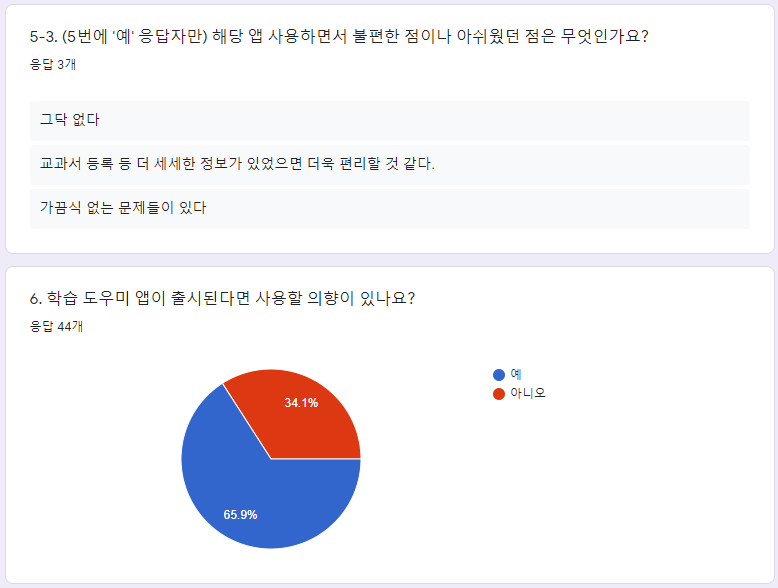 5-3. (5번에 '예' 응답자만) 해당 앱 사용하면서 불편한 점이나 아쉬웠던 점은 무엇인가요?
응답 3개
그닥 없다
교과서 등록 등 더 세세한 정보가 있었으면 더욱 편리할 것 같다.
가끔식 없는 문제들이 있다
6. 학습 도우미 앱이 출시된다면 사용할 의향이 있나요?
응답 44개
예
아니오
34.1%
65.9%